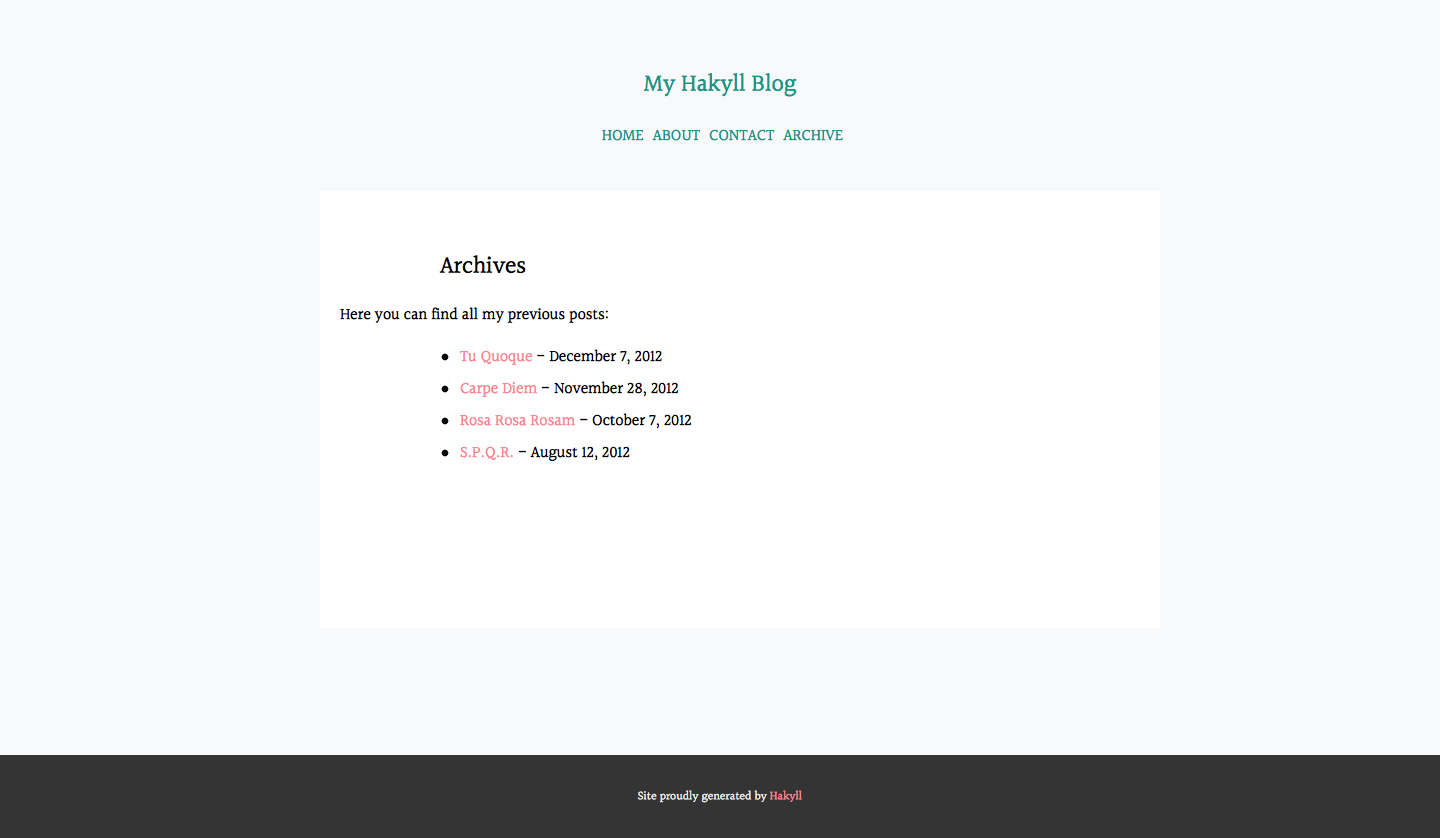 My Hakyll Blog
HOME ABOUT CONTACT ARCHIVE
Archives
Here you can find all my previous posts:
Tu Quoque – December 7, 2012
Carpe Diem – November 28, 2012
Rosa Rosa Rosam – October 7, 2012
S.P.Q.R. – August 12, 2012
Site proudly generated by Hakyll